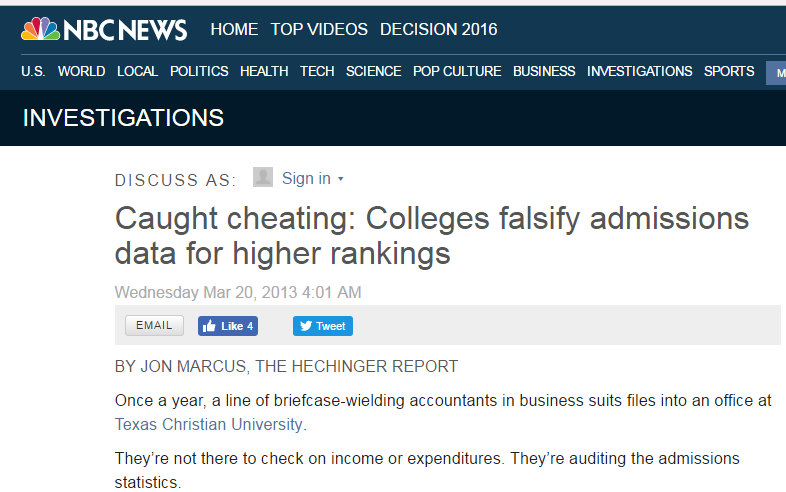 NBC NEWS HOME TOP VIDEOS DECISION 2016
U.S. WORLD LOCAL POLITICS HEALTH TECH SCIENCE POP CULTURE BUSINESS INVESTIGATIONS SPORTS M
INVESTIGATIONS
DISCUSS AS: Sign in
Caught cheating: Colleges falsify admissions
data for higher rankings
Wednesday Mar 20, 2013 4:01 AM
EMAIL Like 4 Tweet
BY JON MARCUS, THE HECHINGER REPORT
Once a year, a line of briefcase-wielding accountants in business suits files into an office at
Texas Christian University.
They’re not there to check on income or expenditures. They’re auditing the admissions
statistics.